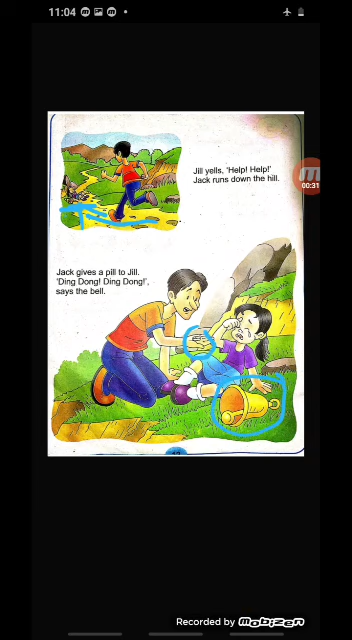 11:04
Jill yells, 'Help! Help!'
Jack runs down the hill.
00:31
Jack gives a pill to Jill.
'Ding Dong! Ding Dong!',
says the bell.
Recorded by mobizen